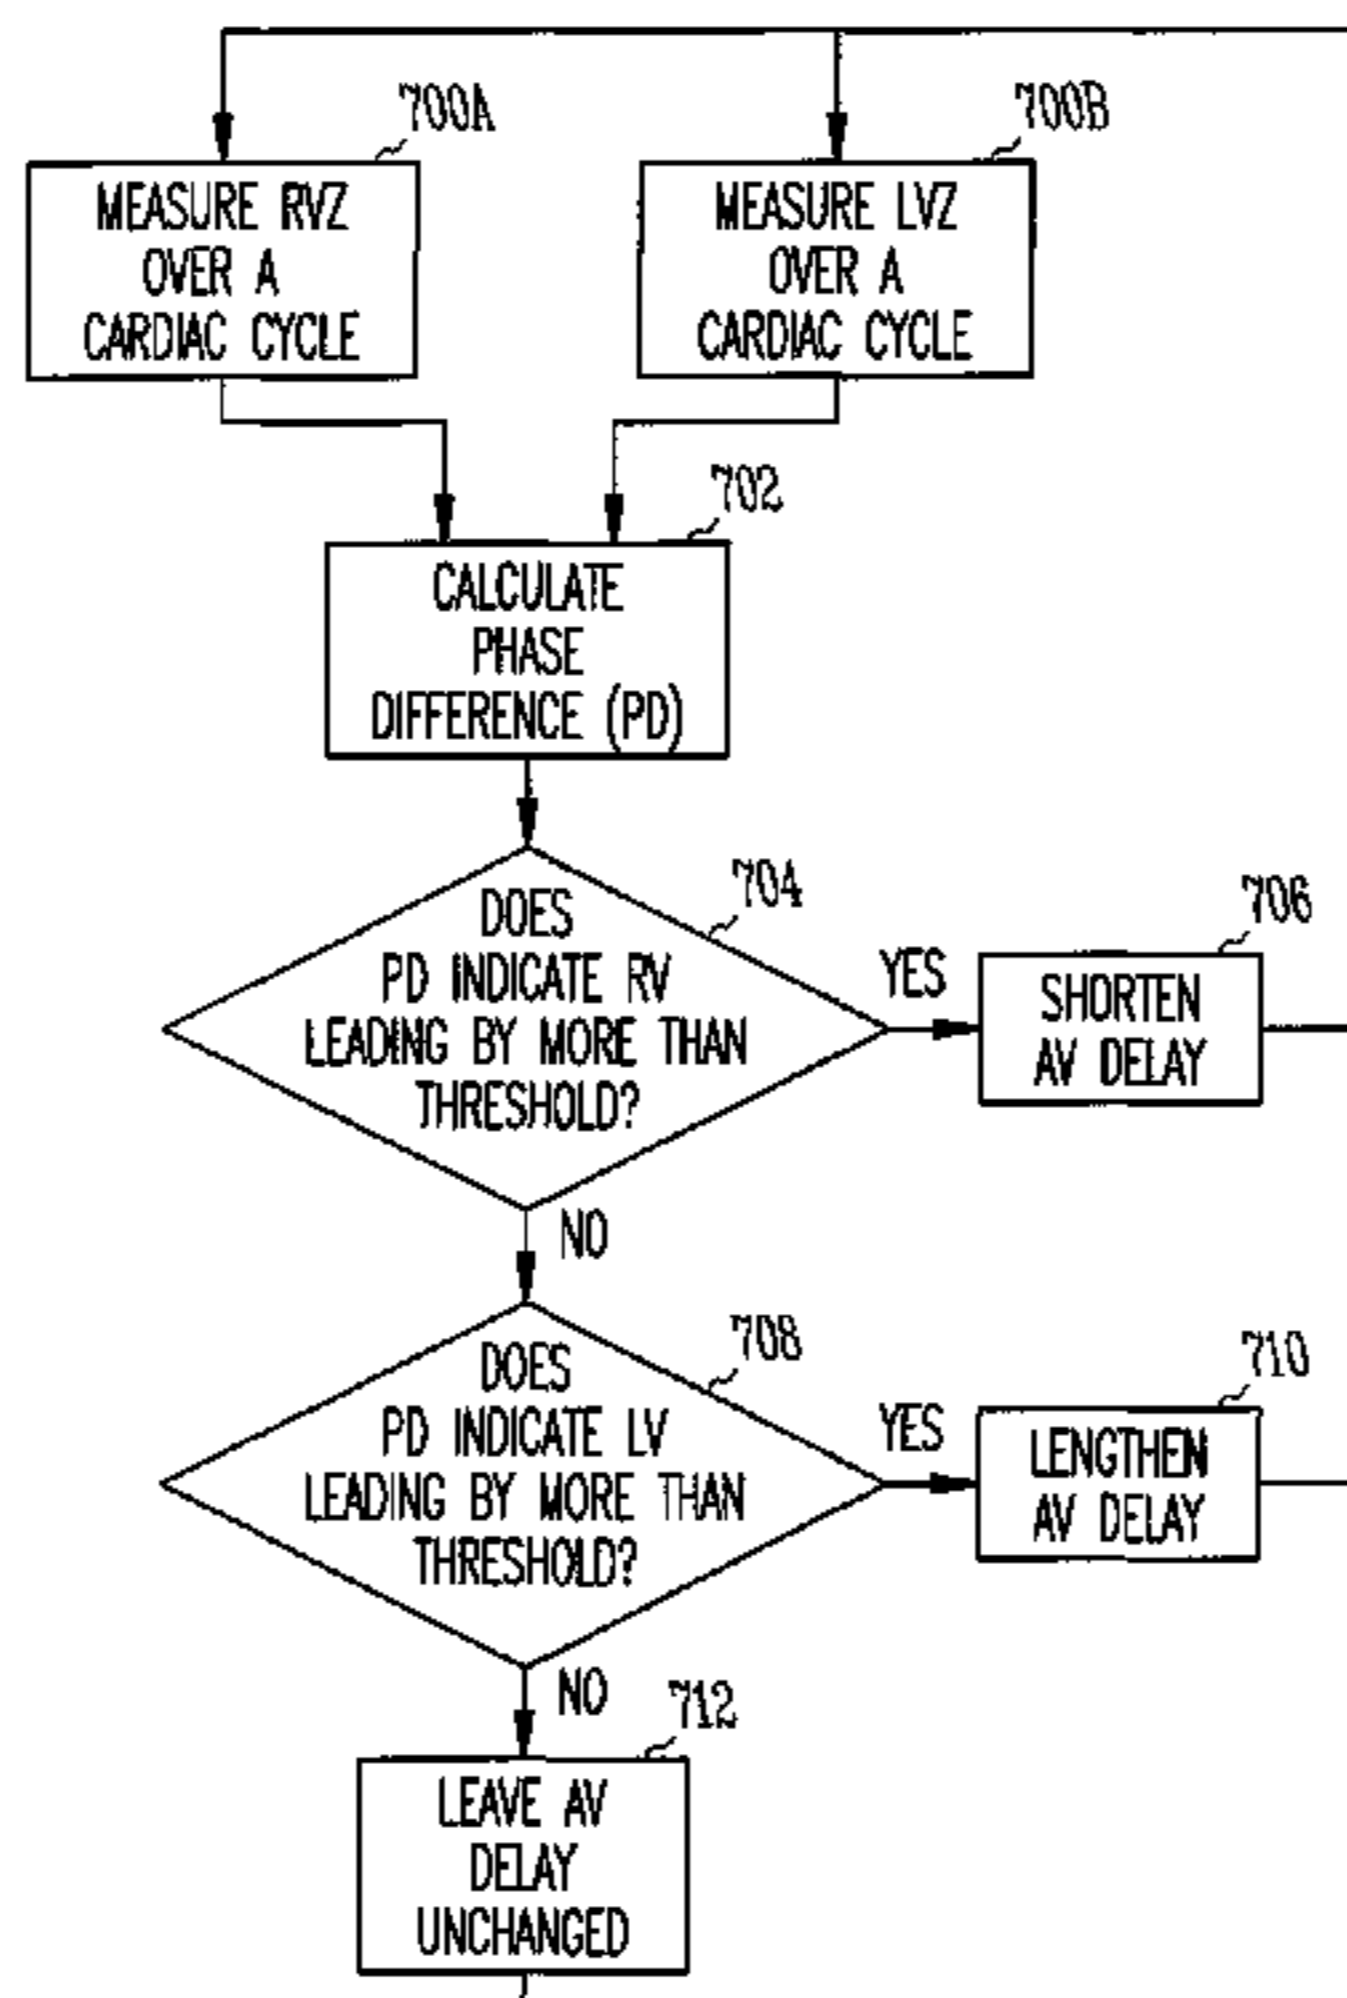 700A
700B
MEASURE RVZ
OVER A
CARDIAC CYCLE
MEASURE LVZ
OVER A
CARDIAC CYCLE
702
CALCULATE
PHASE
DIFFERENCE (PD)
704
DOES
PD INDICATE RV
LEADING BY MORE THAN
THRESHOLD?
YES
706
SHORTEN
AV DELAY
NO
708
DOES
PD INDICATE LV
LEADING BY MORE THAN
THRESHOLD?
YES
710
LENGTHEN
AV DELAY
NO
712
LEAVE AV
DELAY
UNCHANGED